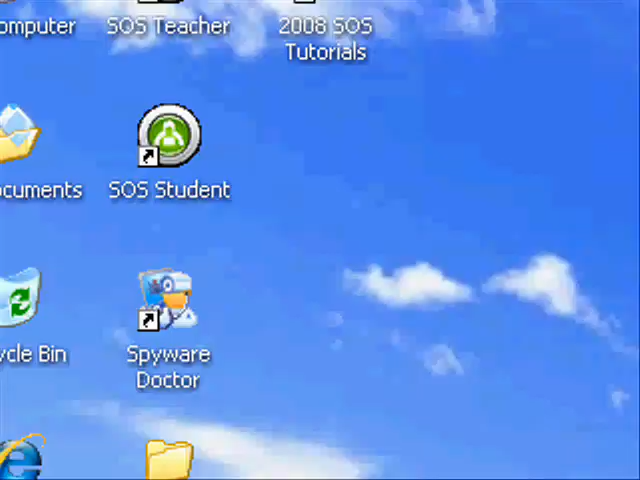 omputer
SOS Teacher
2008 SOS
Tutorials
ocuments
SOS Student
ycle Bin
Spyware
Doctor